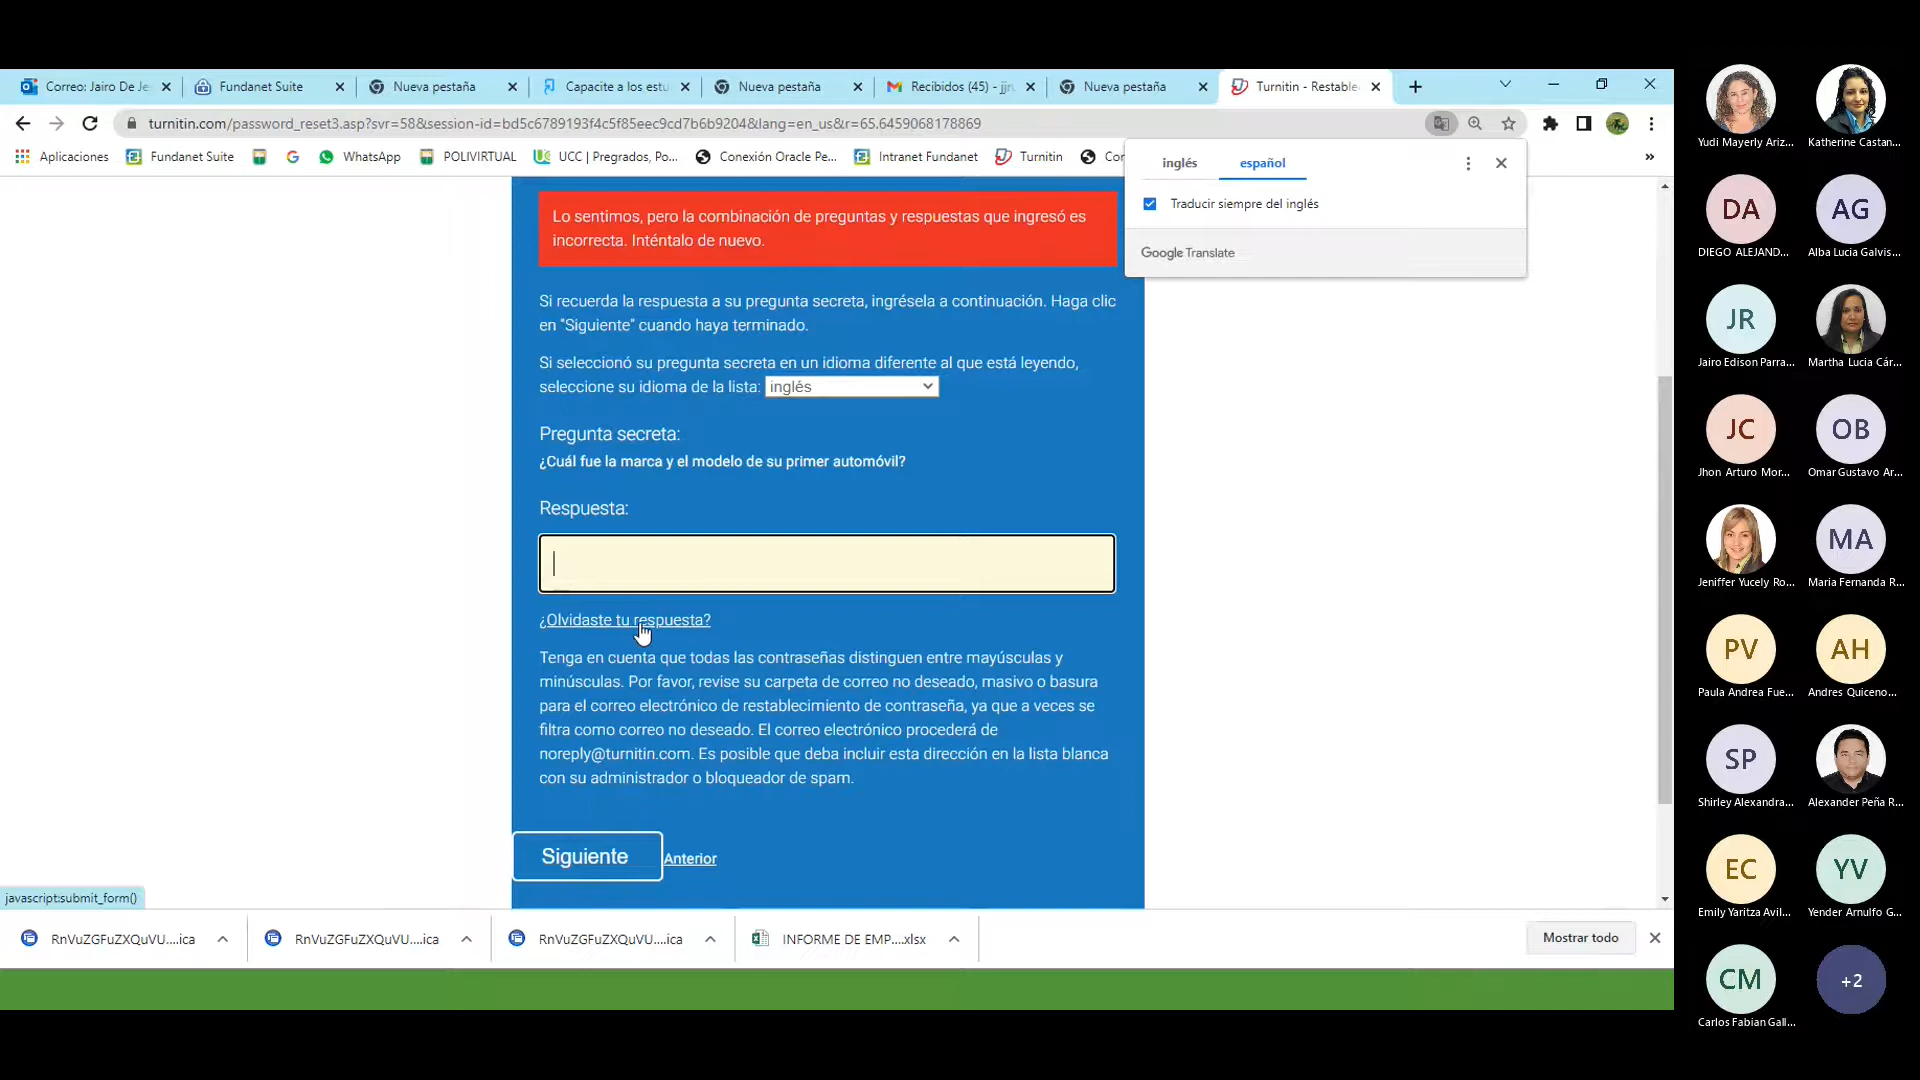 Correo: Jairo De Je
Fundanet Suite
Nueva pestaña
Capacite a los estu
Nueva pestaña
Recibidos (45) - jjr
Nueva pestaña
Turnitin - Restable
turnitin.com/password_reset3.asp?svr=58&session-id=bd5c6789193f4c5f85eec9cd7b6b9204&lang=en_us&r=65.6459068178869
Aplicaciones
Fundanet Suite
WhatsApp
POLIVIRTUAL
UCC | Pregrados, Po...
Conexión Oracle Pe...
Intranet Fundanet
Turnitin
Cor
»
inglés
español
Traducir siempre del inglés
Google Translate
Lo sentimos, pero la combinación de preguntas y respuestas que ingresó es
incorrecta. Inténtalo de nuevo.
Si recuerda la respuesta a su pregunta secreta, ingrésela a continuación. Haga clic
en "Siguiente" cuando haya terminado.
Si seleccionó su pregunta secreta en un idioma diferente al que está leyendo,
seleccione su idioma de la lista: inglés
Pregunta secreta:
¿Cuál fue la marca y el modelo de su primer automóvil?
Respuesta:
¿Olvidaste tu respuesta?
Tenga en cuenta que todas las contraseñas distinguen entre mayúsculas y
minúsculas. Por favor, revise su carpeta de correo no deseado, masivo o basura
para el correo electrónico de restablecimiento de contraseña, ya que a veces se
filtra como correo no deseado. El correo electrónico procederá de
noreply@turnitin.com. Es posible que deba incluir esta dirección en la lista blanca
con su administrador o bloqueador de spam.
Siguiente
Anterior
javascript:submit_form()
RnVuZGFuZXQuVU....ica
RnVuZGFuZXQuVU....ica
RnVuZGFuZXQuVU....ica
INFORME DE EMP....xlsx
Mostrar todo
Yudi Mayerly Ariz...
Katherine Castan...
DA
AG
DIEGO ALEJAND...
Alba Lucia Galvis...
JR
Jairo Edison Parra...
Martha Lucia Cár...
JC
OB
Jhon Arturo Mor...
Omar Gustavo Ar...
MA
Jeniffer Yucely Ro...
Maria Fernanda R...
PV
AH
Paula Andrea Fue...
Andres Quiceno...
SP
Shirley Alexandra...
Alexander Peña R...
EC
YV
Emily Yaritza Avil...
Yender Arnulfo G...
CM
+2
Carlos Fabian Gall...